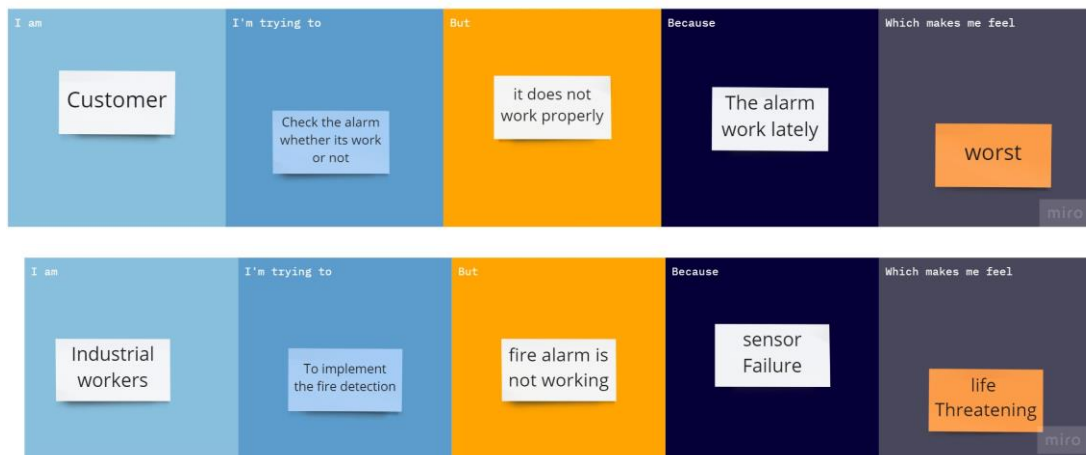 I am
I'm trying to
But
Because
Which makes me feel
Customer
Check the alarm
whether its work
or not
it does not
work properly
The alarm
work lately
worst
miro
I am
I'm trying to
But
Because
Which makes me feel
Industrial
workers
To implement
the fire detection
fire alarm is
not working
sensor
Failure
life
Threatening
miro